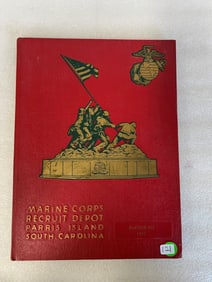 MARINE CORPS
RECRUIT DEPOT
PARRIS ISLAND
SOUTH CAROLINA